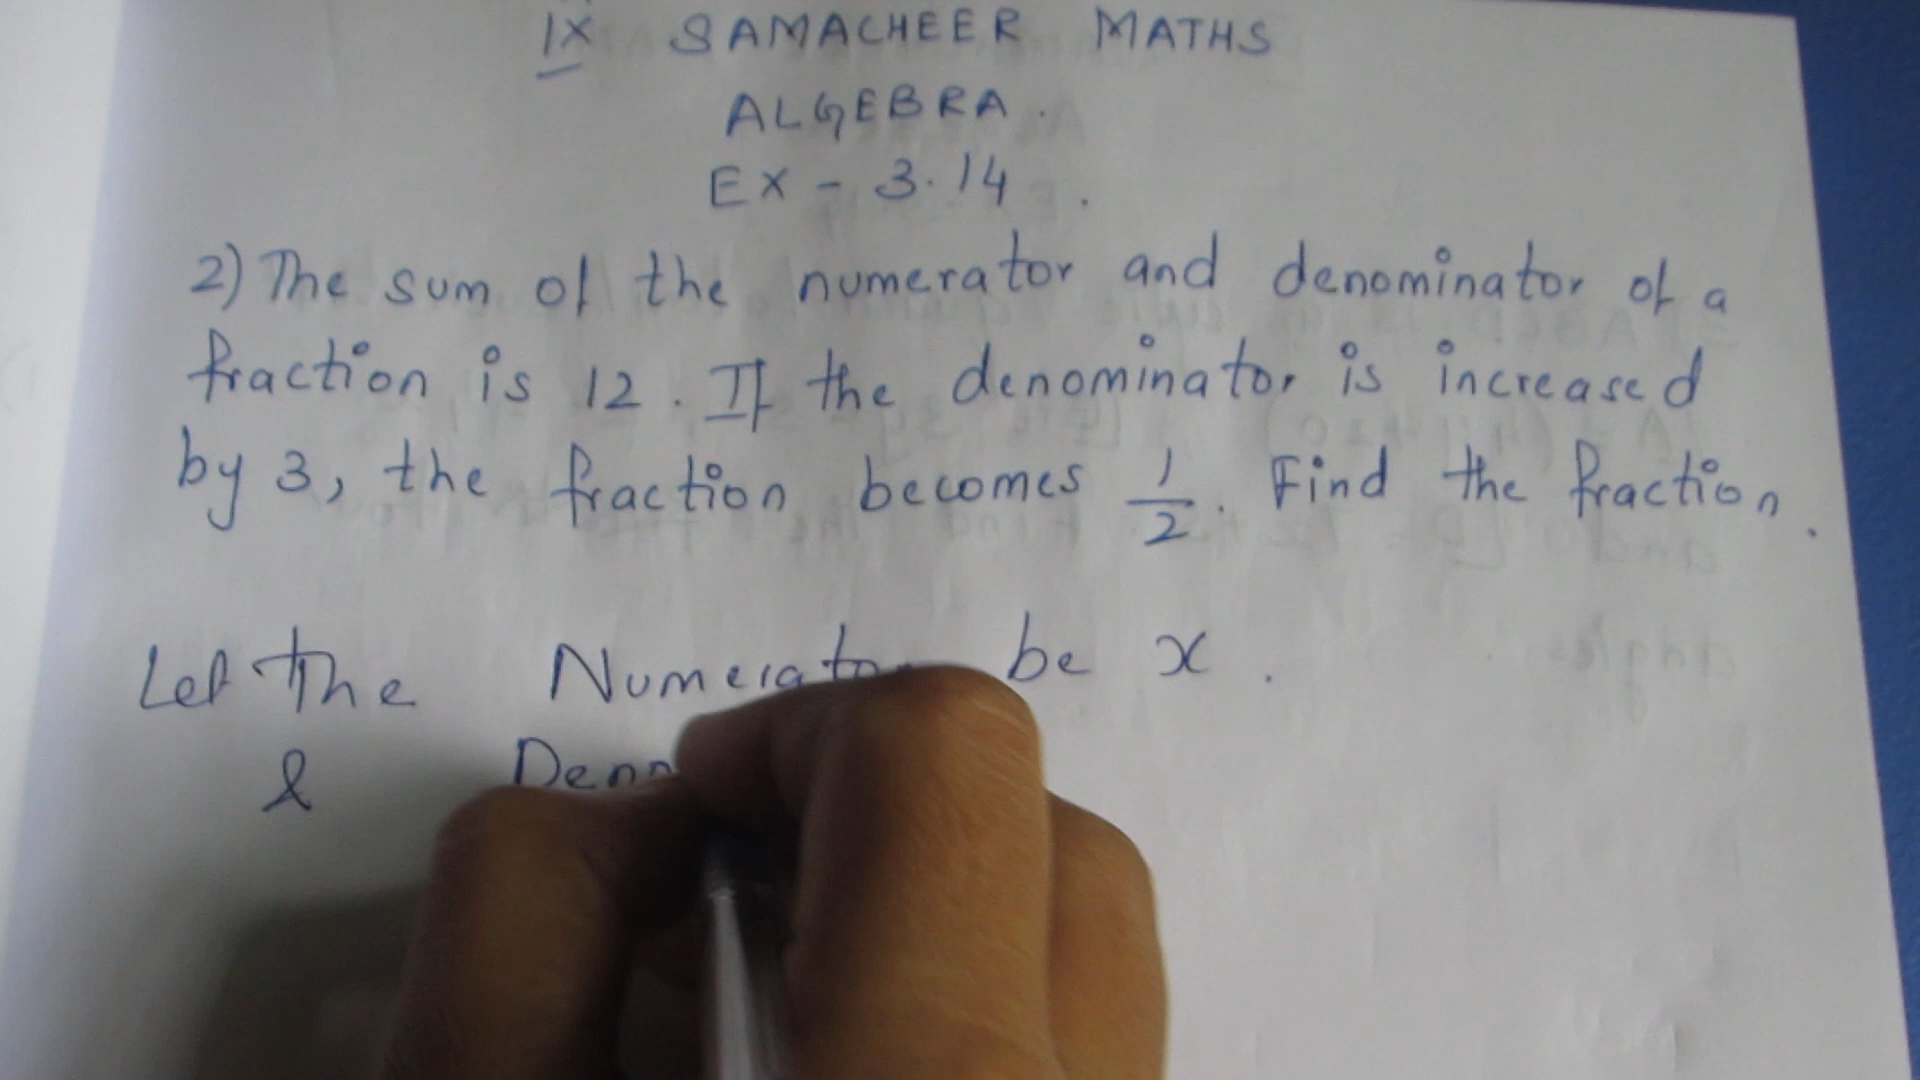 IX SAMACHEER MATHS
ALGEBRA.
EX - 3.14.
2) The sum of the numerator and denominator of a
fraction is 12. If the denominator is increased
by 3, the fraction becomes 1/2. Find the fraction.
Let the Numerator be x.
&